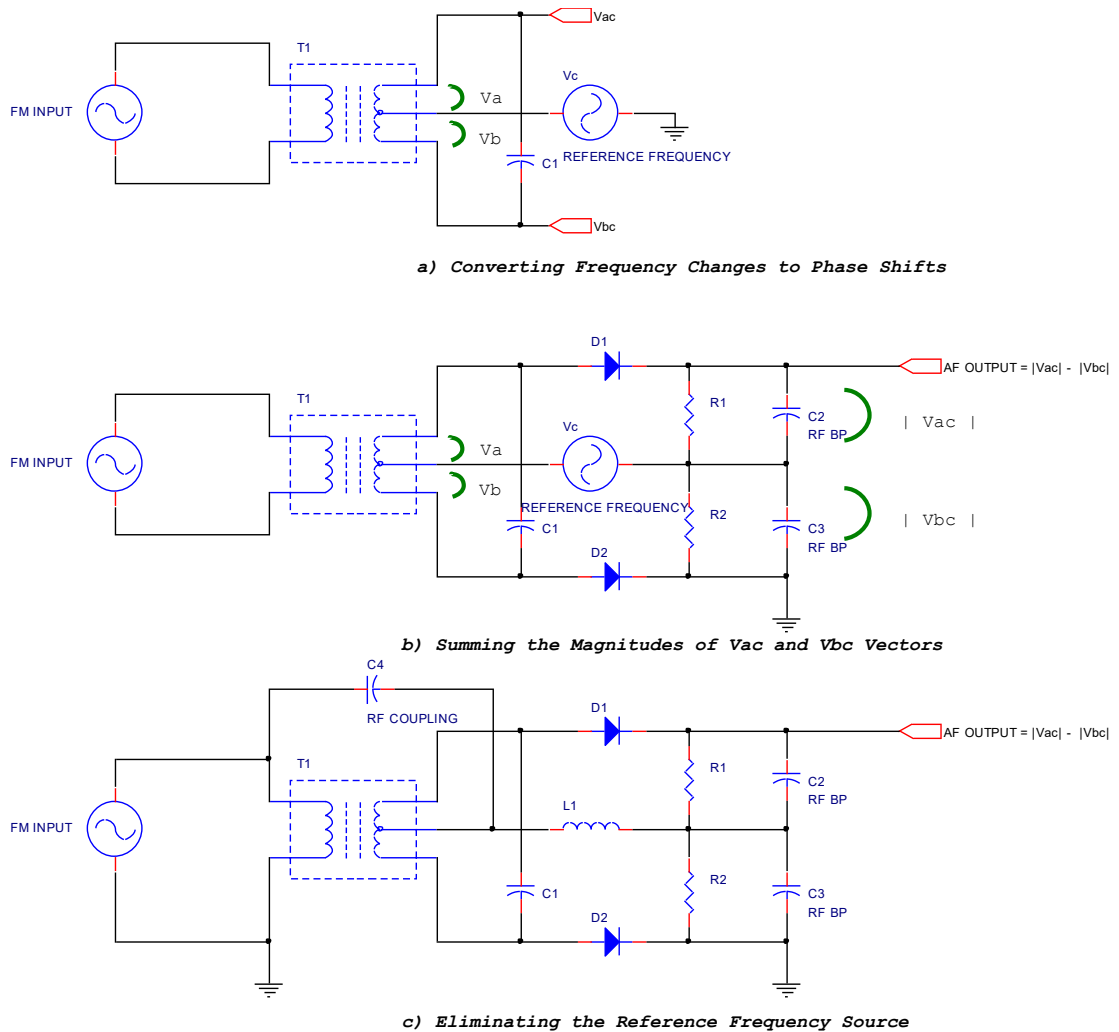 Vac
T1
Vc
FM INPUT
Va
Vb
C1
REFERENCE FREQUENCY
Vbc
a) Converting Frequency Changes to Phase Shifts
D1
AF OUTPUT = |Vac| - |Vbc|
T1
R1
C2
RF BP
| Vac |
Vc
FM INPUT
Va
Vb
REFERENCE FREQUENCY
C1
R2
C3
RF BP
| Vbc |
D2
b) Summing the Magnitudes of Vac and Vbc Vectors
C4
RF COUPLING
D1
AF OUTPUT = |Vac| - |Vbc|
T1
R1
C2
RF BP
L1
FM INPUT
C1
R2
C3
RF BP
D2
c) Eliminating the Reference Frequency Source